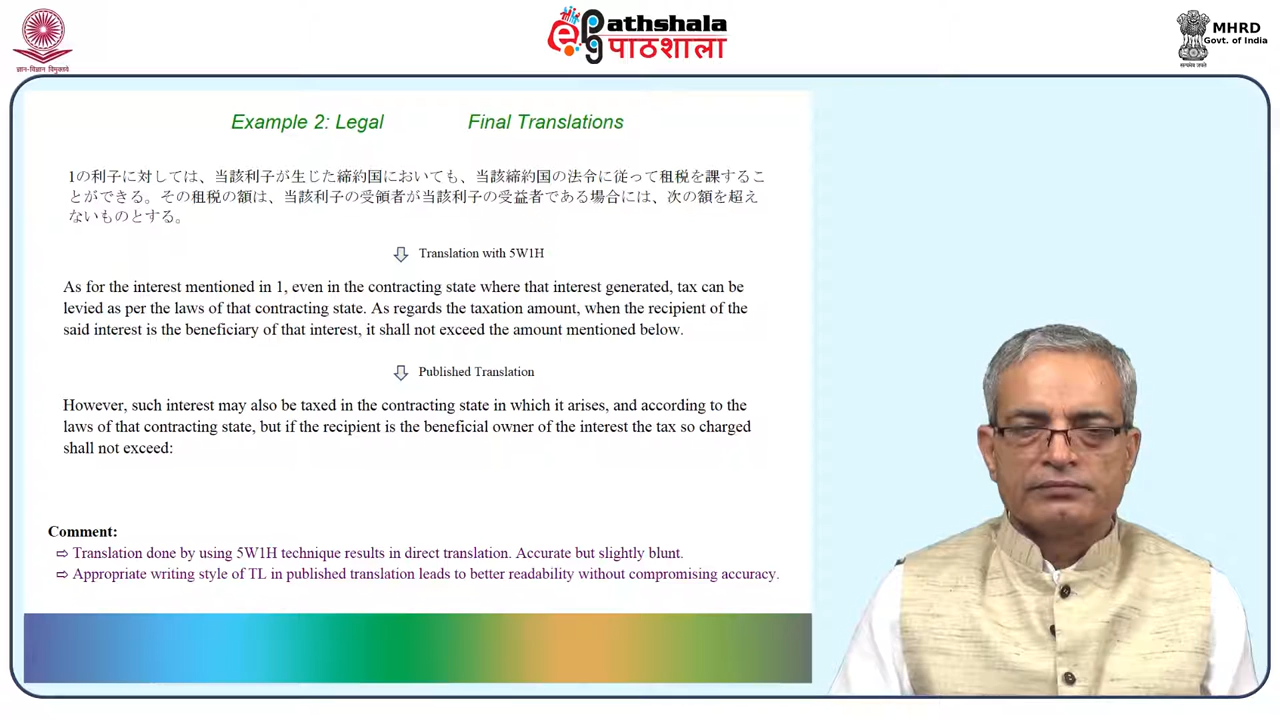 ज्ञान-विज्ञान विमुक्तये
ePathshala
पाठशाला
MHRD
Govt. of India
सत्यमेव जयते
Example 2: Legal Final Translations
1の利子に対しては、当該利子が生じた締約国においても、当該締約国の法令に従って租税を課するこ
とができる。その租税の額は、当該利子の受領者が当該利子の受益者である場合には、次の額を超え
ないものとする。
Translation with 5W1H
As for the interest mentioned in 1, even in the contracting state where that interest generated, tax can be
levied as per the laws of that contracting state. As regards the taxation amount, when the recipient of the
said interest is the beneficiary of that interest, it shall not exceed the amount mentioned below.
Published Translation
However, such interest may also be taxed in the contracting state in which it arises, and according to the
laws of that contracting state, but if the recipient is the beneficial owner of the interest the tax so charged
shall not exceed:
Comment:
⇨ Translation done by using 5W1H technique results in direct translation. Accurate but slightly blunt.
⇨ Appropriate writing style of TL in published translation leads to better readability without compromising accuracy.